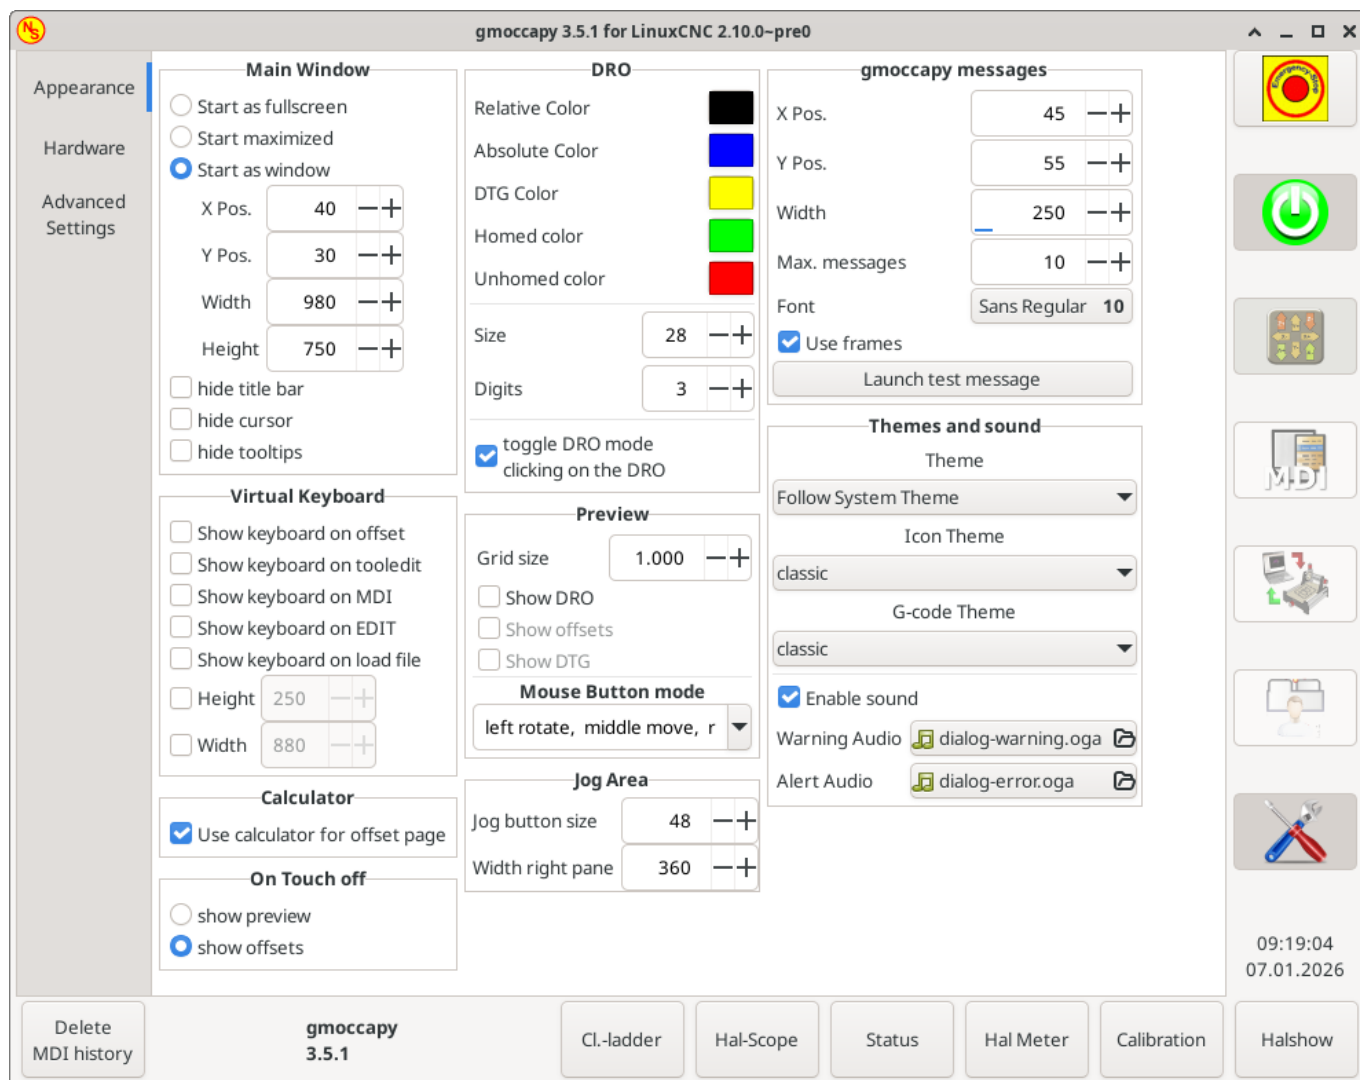 NS
gmoccapy 3.5.1 for LinuxCNC 2.10.0~pre0
Appearance
Hardware
Advanced
Settings
Main Window
Start as fullscreen
Start maximized
Start as window
X Pos. 40
Y Pos. 30
Width 980
Height 750
hide title bar
hide cursor
hide tooltips
Virtual Keyboard
Show keyboard on offset
Show keyboard on tooledit
Show keyboard on MDI
Show keyboard on EDIT
Show keyboard on load file
Height 250
Width 880
Calculator
Use calculator for offset page
On Touch off
show preview
show offsets
DRO
Relative Color
Absolute Color
DTG Color
Homed color
Unhomed color
Size 28
Digits 3
toggle DRO mode
clicking on the DRO
Preview
Grid size 1.000
Show DRO
Show offsets
Show DTG
Mouse Button mode
left rotate, middle move, r
Jog Area
Jog button size 48
Width right pane 360
gmoccapy messages
X Pos. 45
Y Pos. 55
Width 250
Max. messages 10
Font Sans Regular 10
Use frames
Launch test message
Themes and sound
Theme
Follow System Theme
Icon Theme
classic
G-code Theme
classic
Enable sound
Warning Audio dialog-warning.oga
Alert Audio dialog-error.oga
Emergency-Stop
MDI
09:19:04
07.01.2026
Delete
MDI history
gmoccapy
3.5.1
Cl.-ladder
Hal-Scope
Status
Hal Meter
Calibration
Halshow